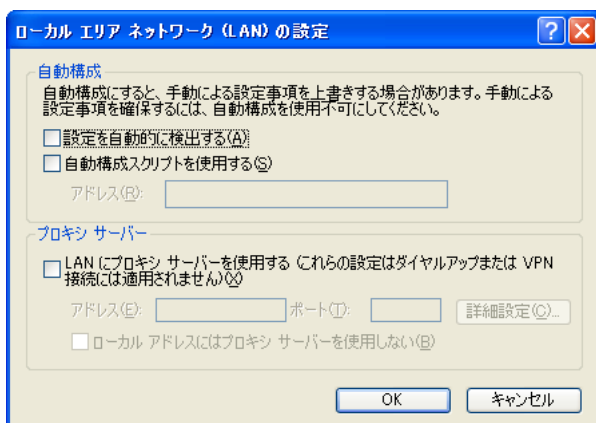 ローカル エリア ネットワーク (LAN) の設定
自動構成
自動構成にすると、手動による設定事項を上書きする場合があります。手動による
設定事項を確保するには、自動構成を使用不可にしてください。
設定を自動的に検出する(A)
自動構成スクリプトを使用する(S)
アドレス(R):
プロキシ サーバー
LAN にプロキシ サーバーを使用する (これらの設定はダイヤルアップまたは VPN
接続には適用されません)(X)
アドレス(E): ポート(T): 詳細設定(C)...
ローカル アドレスにはプロキシ サーバーを使用しない(B)
OK キャンセル